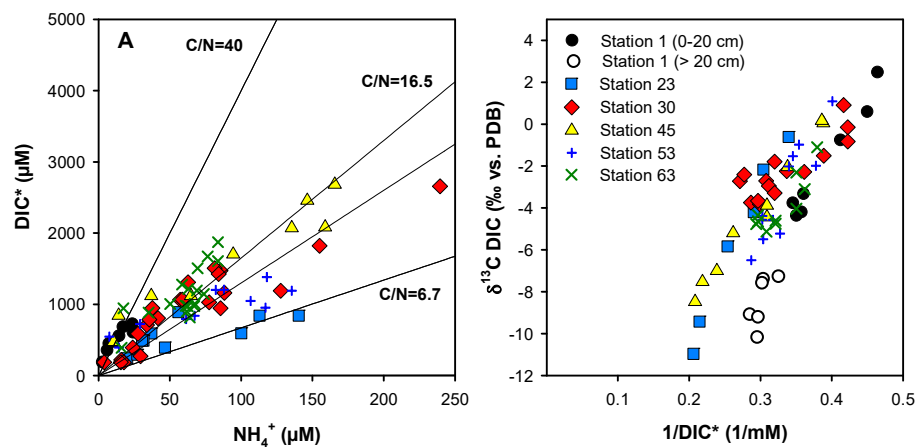 A
C/N=40
C/N=16.5
C/N=6.7
DIC* (µM)
5000
4000
3000
2000
1000
0
0 50 100 150 200 250
NH₄⁺ (µM)
Station 1 (0-20 cm)
Station 1 (> 20 cm)
Station 23
Station 30
Station 45
Station 53
Station 63
δ¹³C DIC (‰ vs. PDB)
4
2
0
-2
-4
-6
-8
-10
-12
0.1 0.2 0.3 0.4 0.5
1/DIC* (1/mM)